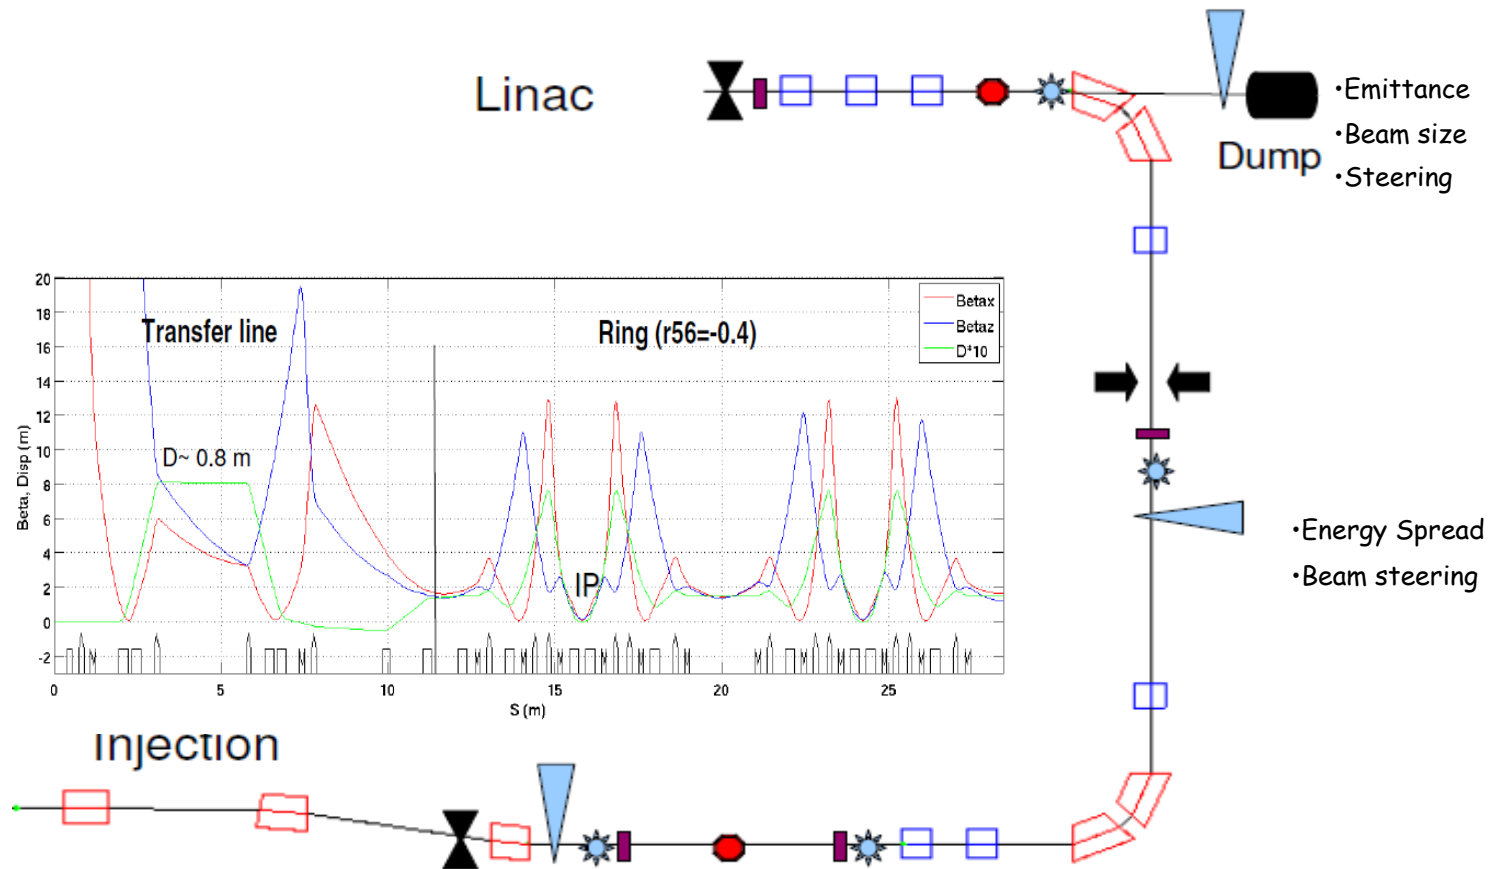 Linac
•Emittance
•Beam size
Dump
•Steering
Transfer line
Ring (r56=-0.4)
Betax
Betaz
D*10
D~ 0.8 m
IP
Beta, Disp (m)
20
18
16
14
12
10
8
6
4
2
0
-2
0 5 10 15 20 25
S (m)
•Energy Spread
•Beam steering
Injection